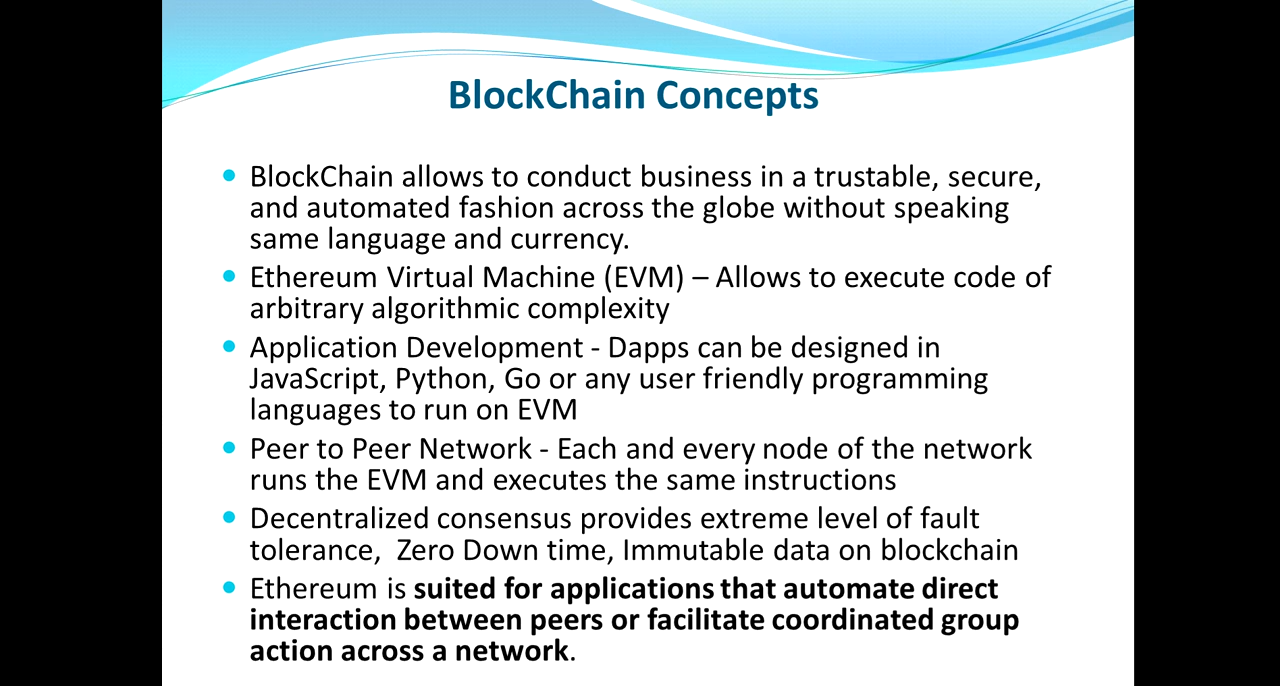 BlockChain Concepts
• BlockChain allows to conduct business in a trustable, secure,
and automated fashion across the globe without speaking
same language and currency.
• Ethereum Virtual Machine (EVM) – Allows to execute code of
arbitrary algorithmic complexity
• Application Development - Dapps can be designed in
JavaScript, Python, Go or any user friendly programming
languages to run on EVM
• Peer to Peer Network - Each and every node of the network
runs the EVM and executes the same instructions
• Decentralized consensus provides extreme level of fault
tolerance,  Zero Down time, Immutable data on blockchain
• Ethereum is suited for applications that automate direct
interaction between peers or facilitate coordinated group
action across a network.